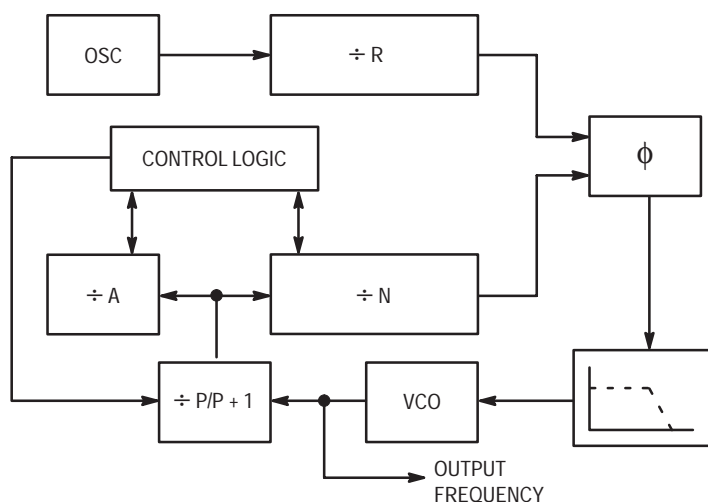 OSC
÷ R
CONTROL LOGIC
ϕ
÷ A
÷ N
÷ P/P + 1
VCO
OUTPUT
FREQUENCY